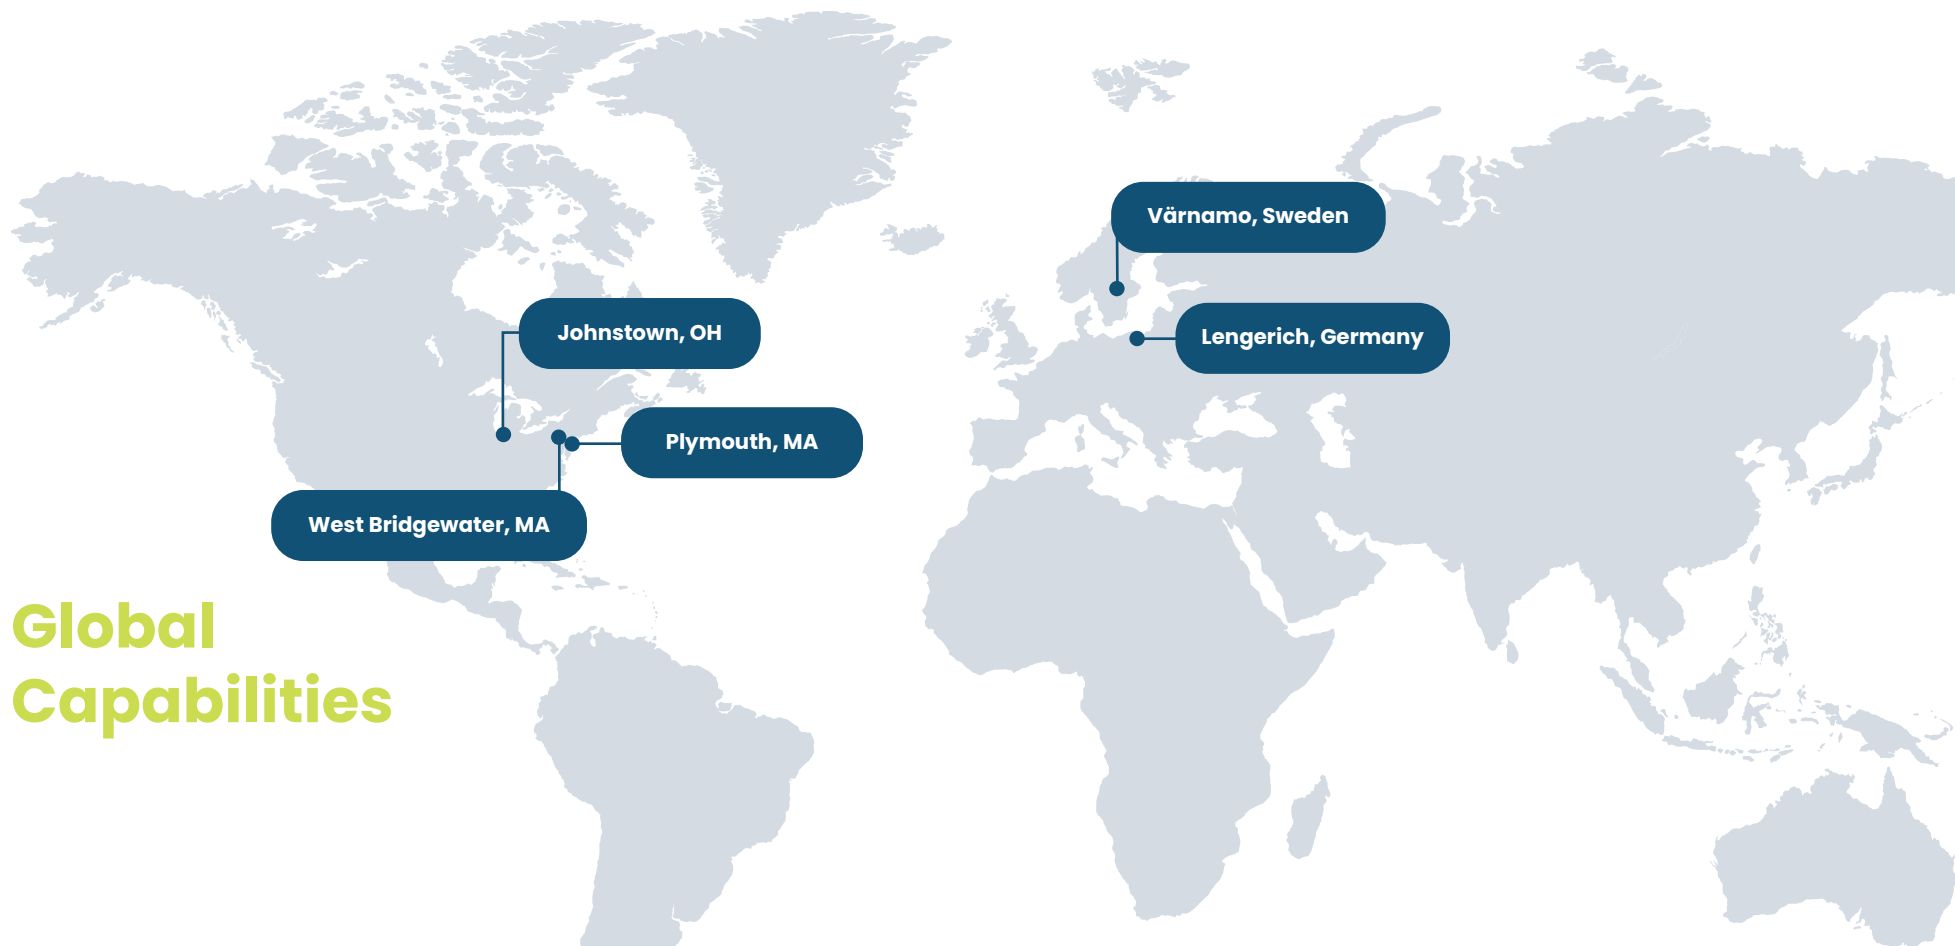 Värnamo, Sweden
Johnstown, OH
Lengerich, Germany
Plymouth, MA
West Bridgewater, MA
Global
Capabilities